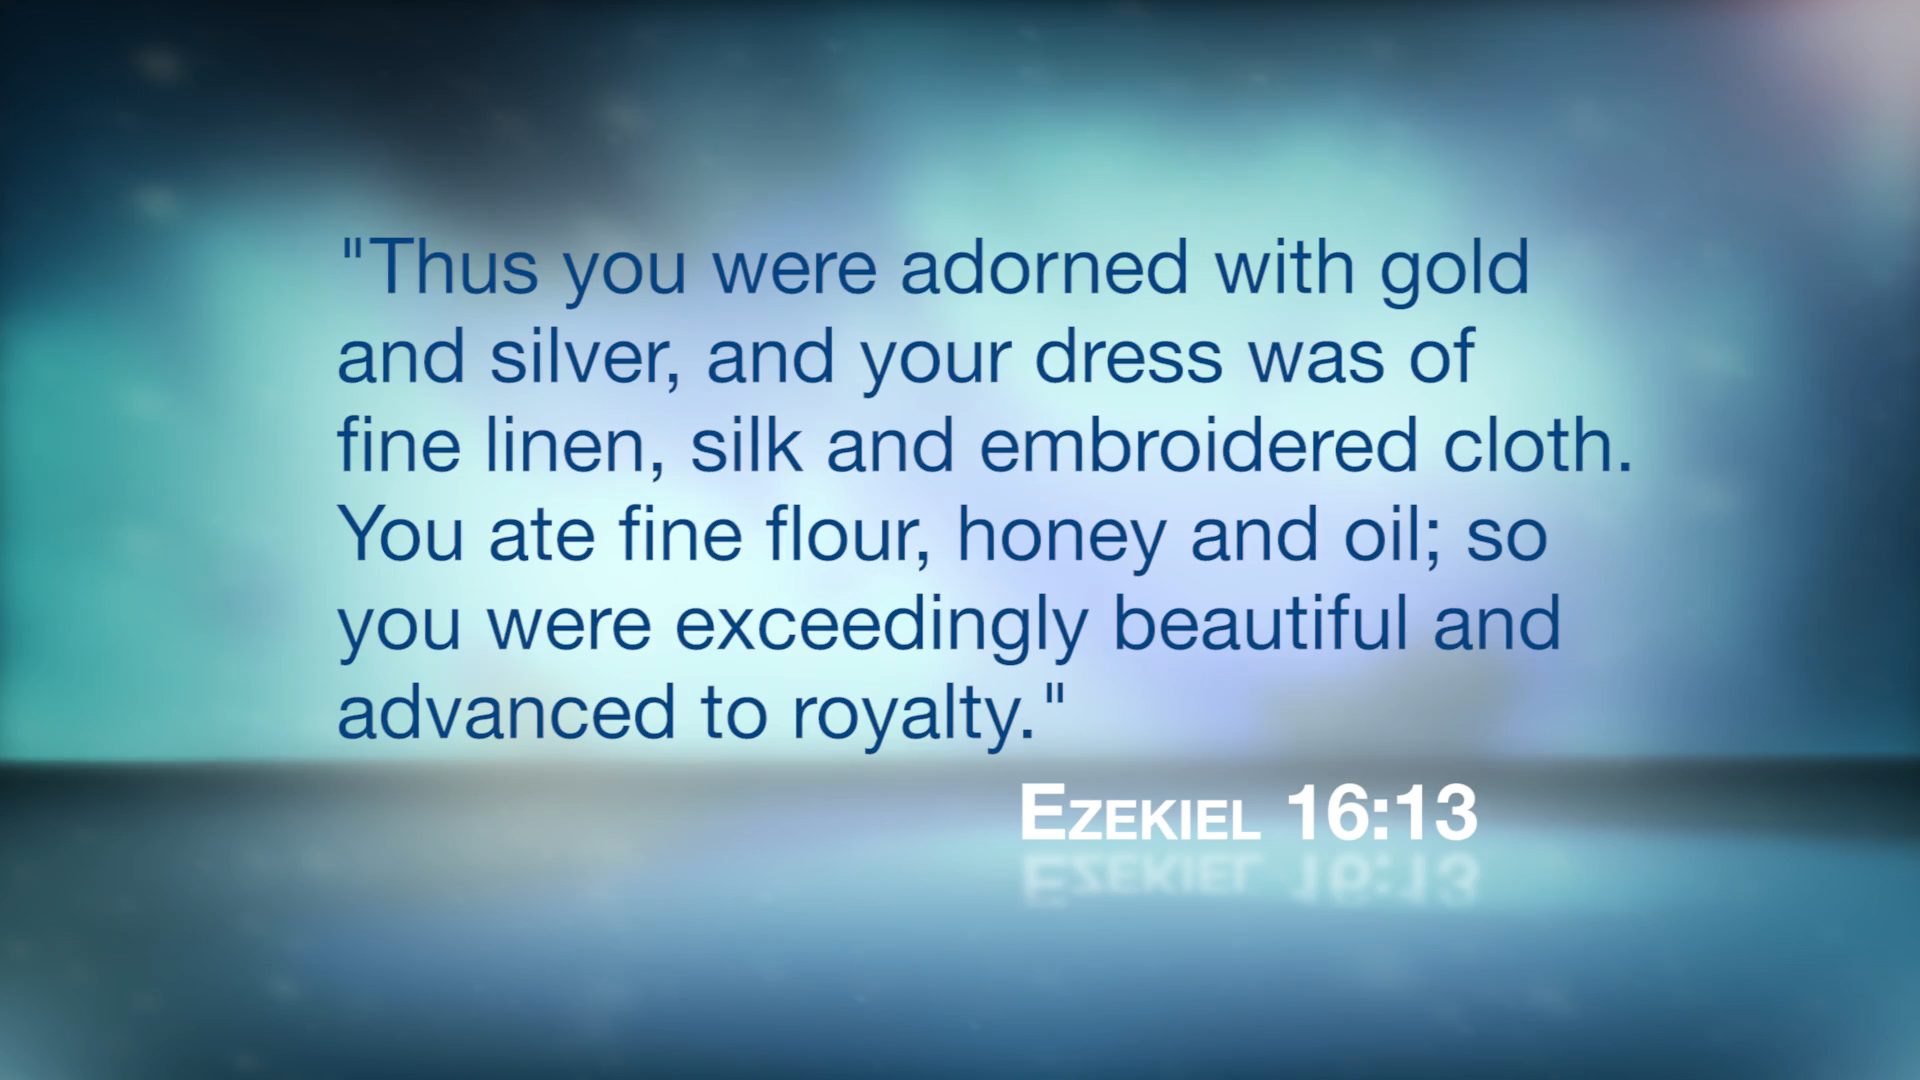 "Thus you were adorned with gold
and silver, and your dress was of
fine linen, silk and embroidered cloth.
You ate fine flour, honey and oil; so
you were exceedingly beautiful and
advanced to royalty."
EZEKIEL 16:13